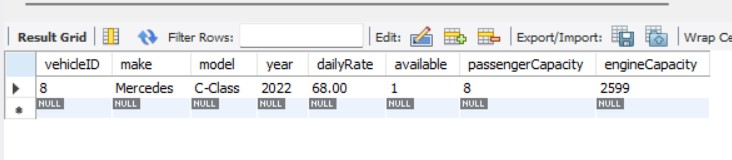 Result Grid Filter Rows: Edit: Export/Import: Wrap Ce
vehicleID make model year dailyRate available passengerCapacity engineCapacity
8 Mercedes C-Class 2022 68.00 1 8 2599
NULL NULL NULL NULL NULL NULL NULL NULL